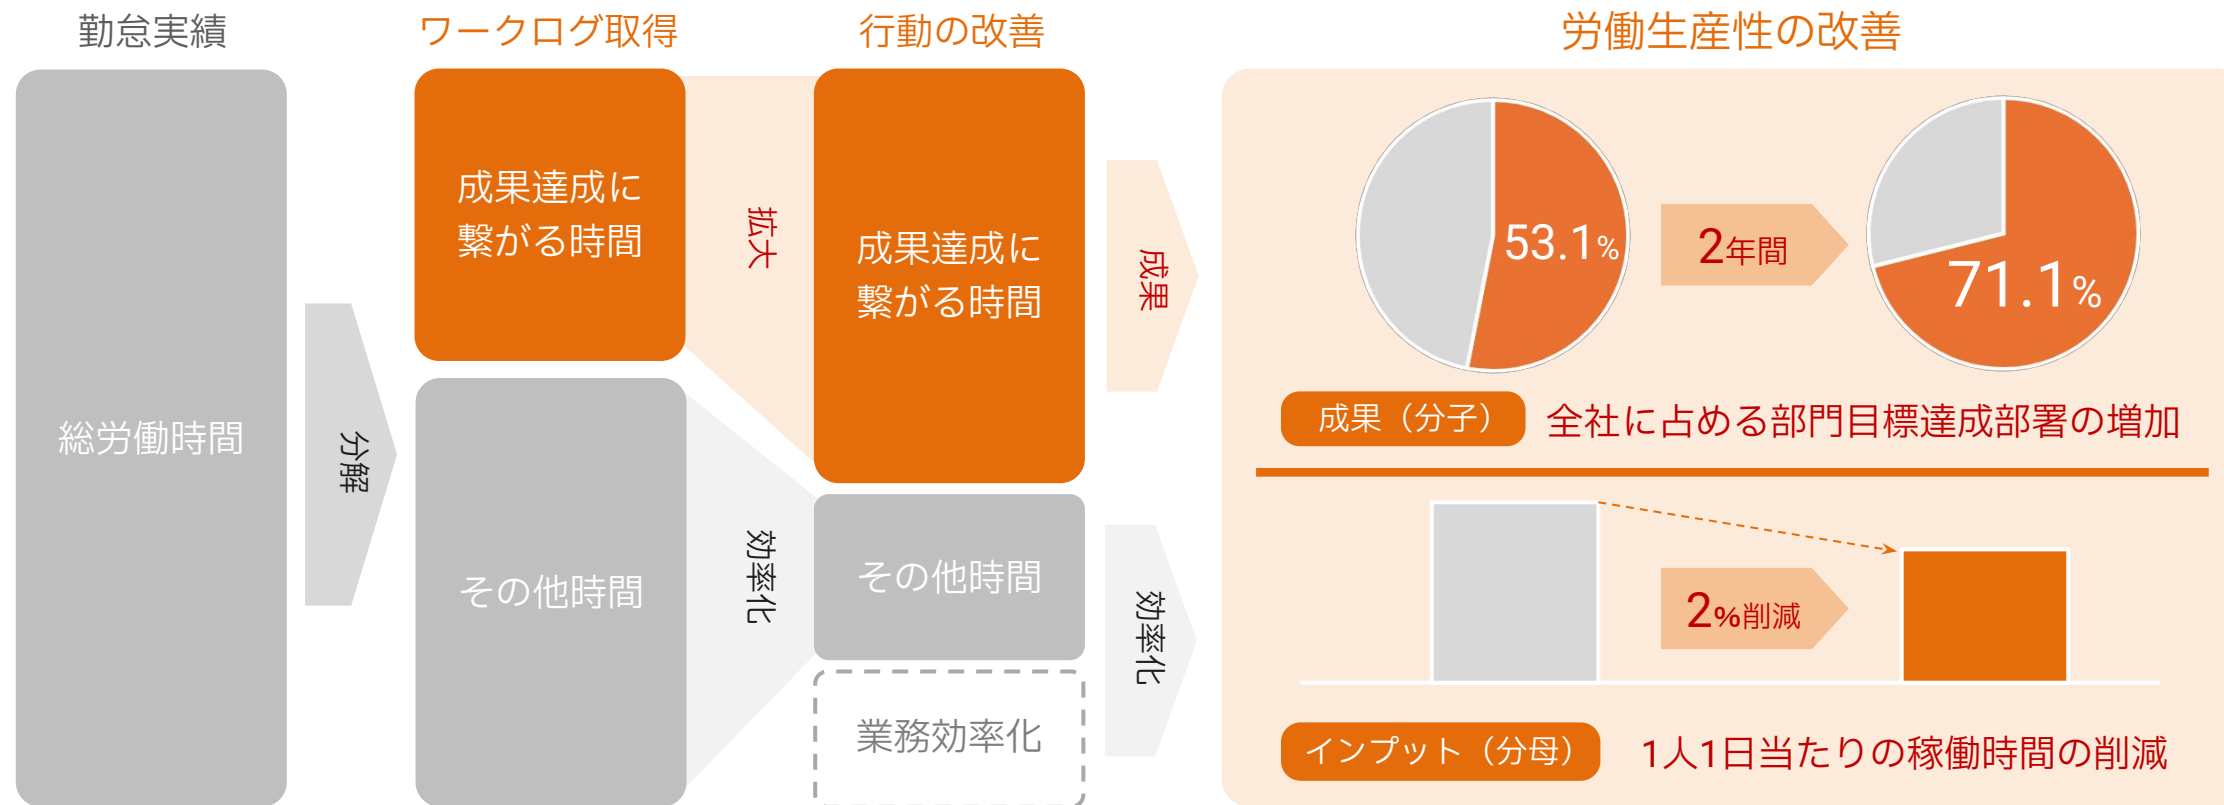 勤怠実績
ワークログ取得
行動の改善
労働生産性の改善
総労働時間
分解
成果達成に
繋がる時間
その他時間
拡大
効率化
成果達成に
繋がる時間
その他時間
業務効率化
成果
効率化
53.1%
2年間
71.1%
成果（分子）
全社に占める部門目標達成部署の増加
2%削減
インプット（分母）
1人1日当たりの稼働時間の削減